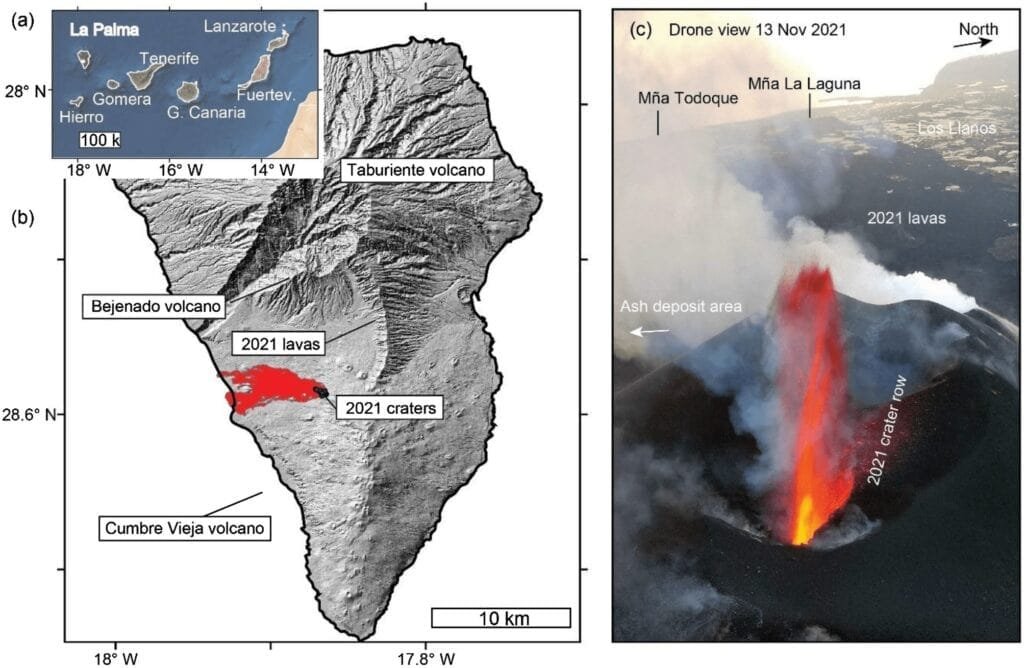 (a)
La Palma
Lanzarote
Tenerife
Gomera
Hierro
G. Canaria
Fuertev.
100 k
28° N
18° W
16° W
14° W
(b)
Taburiente volcano
Bejenado volcano
2021 lavas
2021 craters
28.6° N
Cumbre Vieja volcano
10 km
18° W
17.8° W
(c) Drone view 13 Nov 2021
North
Mña Todoque
Mña La Laguna
Los Llanos
2021 lavas
Ash deposit area
2021 crater row